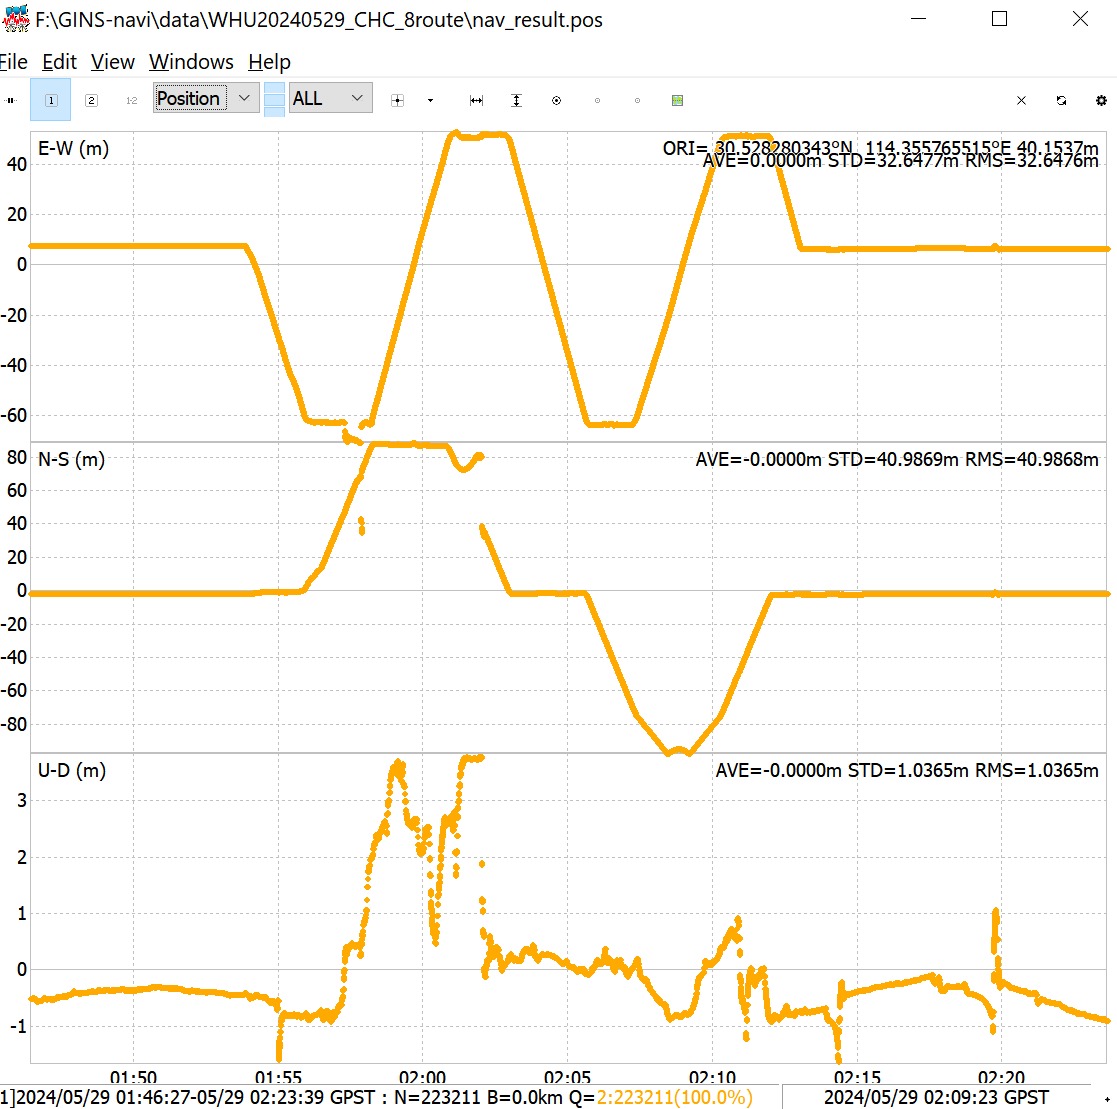 F:\GINS-navi\data\WHU20240529_CHC_8route\nav_result.pos
File Edit View Windows Help
1 2 1-2 Position ALL
E-W (m)
ORI= 30.528280343°N 114.355765515°E 40.1537m
AVE=0.0000m STD=32.6477m RMS=32.6476m
40
20
0
-20
-40
-60
N-S (m)
AVE=-0.0000m STD=40.9869m RMS=40.9868m
80
60
40
20
0
-20
-40
-60
-80
U-D (m)
AVE=-0.0000m STD=1.0365m RMS=1.0365m
3
2
1
0
-1
01:50 01:55 02:00 02:05 02:10 02:15 02:20
1]2024/05/29 01:46:27-05/29 02:23:39 GPST : N=223211 B=0.0km Q=2:223211(100.0%) 2024/05/29 02:09:23 GPST